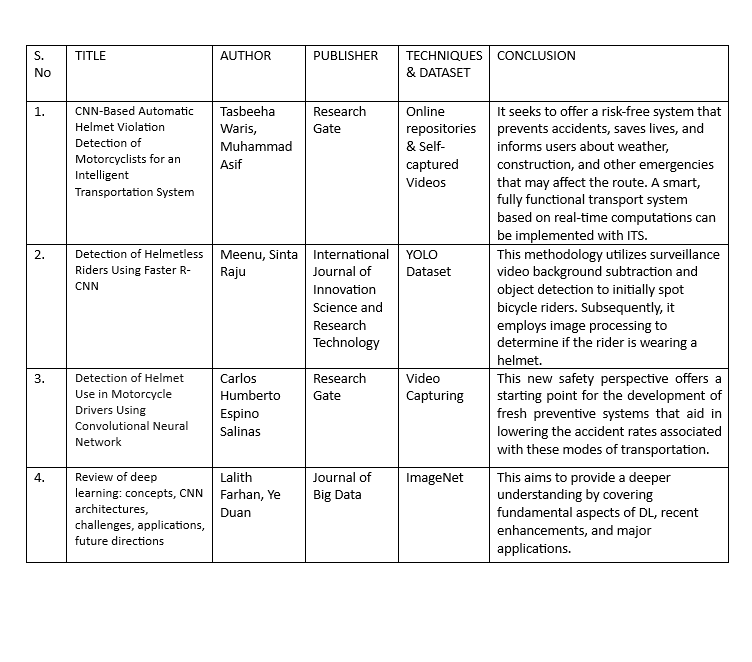 S.
No
TITLE
AUTHOR
PUBLISHER
TECHNIQUES
& DATASET
CONCLUSION
1.
CNN-Based Automatic
Helmet Violation
Detection of
Motorcyclists for an
Intelligent
Transportation System
Tasbeeha
Waris,
Muhammad
Asif
Research
Gate
Online
repositories
& Self-
captured
Videos
It seeks to offer a risk-free system that
prevents accidents, saves lives, and
informs users about weather,
construction, and other emergencies
that may affect the route. A smart,
fully functional transport system
based on real-time computations can
be implemented with ITS.
2.
Detection of Helmetless
Riders Using Faster R-
CNN
Meenu, Sinta
Raju
International
Journal of
Innovation
Science and
Research
Technology
YOLO
Dataset
This methodology utilizes surveillance
video background subtraction and
object detection to initially spot
bicycle riders. Subsequently, it
employs image processing to
determine if the rider is wearing a
helmet.
3.
Detection of Helmet
Use in Motorcycle
Drivers Using
Convolutional Neural
Network
Carlos
Humberto
Espino
Salinas
Research
Gate
Video
Capturing
This new safety perspective offers a
starting point for the development of
fresh preventive systems that aid in
lowering the accident rates associated
with these modes of transportation.
4.
Review of deep
learning: concepts, CNN
architectures,
challenges, applications,
future directions
Lalith
Farhan, Ye
Duan
Journal of
Big Data
ImageNet
This aims to provide a deeper
understanding by covering
fundamental aspects of DL, recent
enhancements, and major
applications.